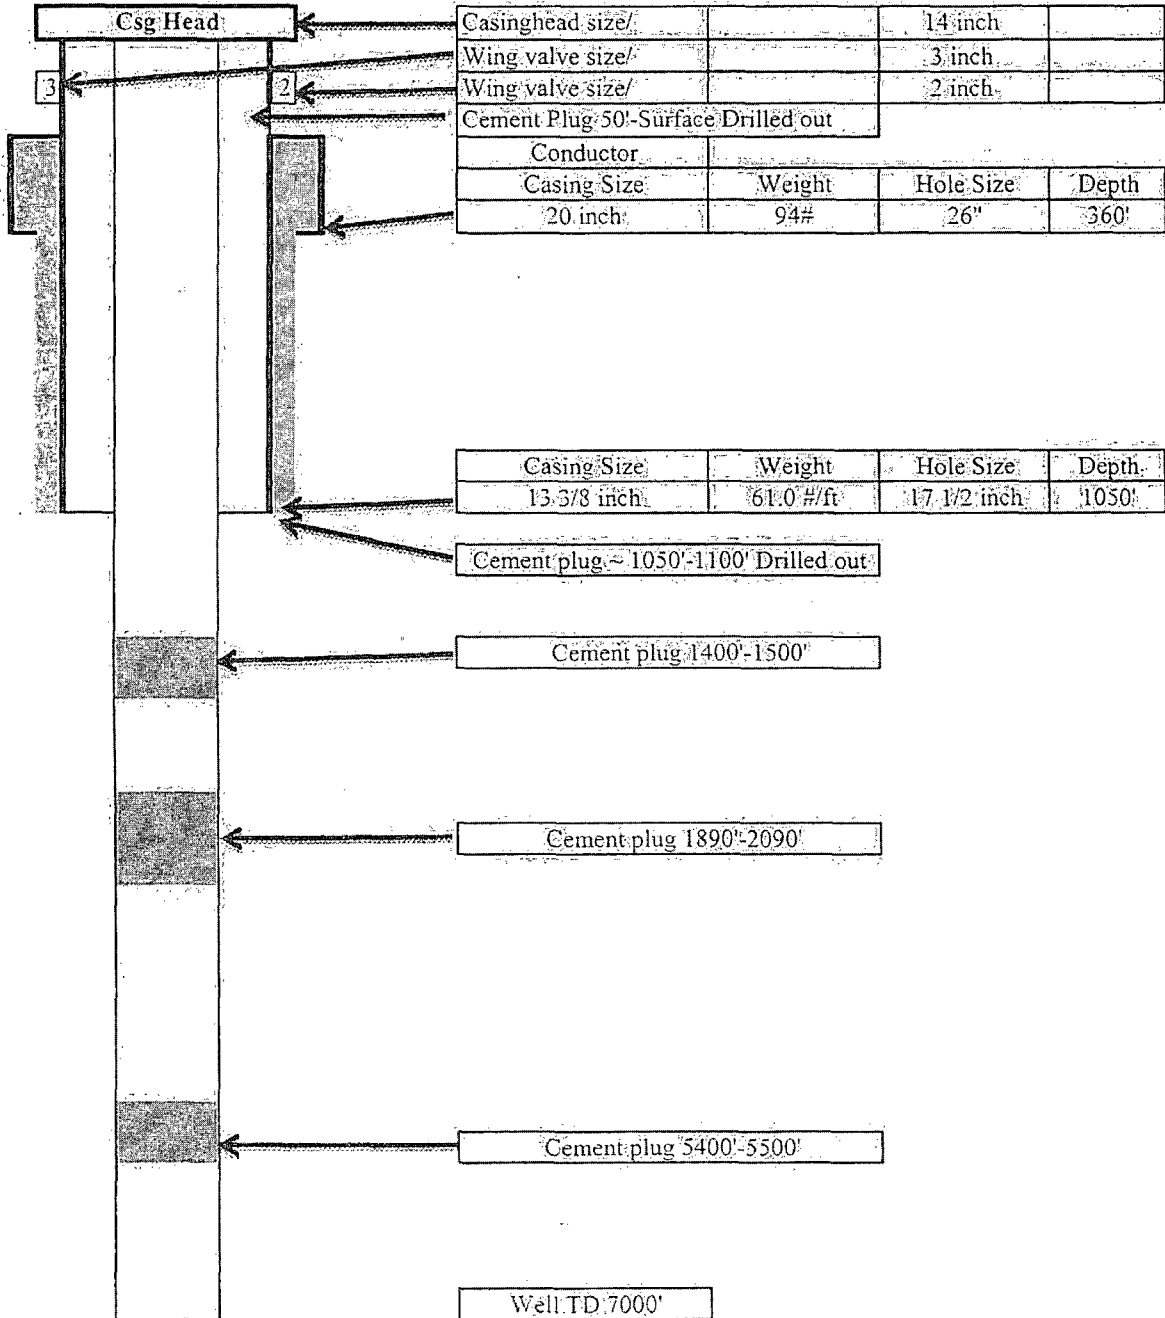 Csg Head
Casinghead size/ 14 inch
Wing valve size/ 3 inch
3
2
Wing valve size/ 2 inch
Cement Plug 50'-Surface Drilled out
Conductor
Casing Size Weight Hole Size Depth
20 inch 94# 26" 360'
Casing Size Weight Hole Size Depth
13 3/8 inch 61.0 #/ft 17 1/2 inch 1050'
Cement plug ~ 1050'-1100' Drilled out
Cement plug 1400'-1500'
Cement plug 1890'-2090'
Cement plug 5400'-5500'
Well TD 7000'